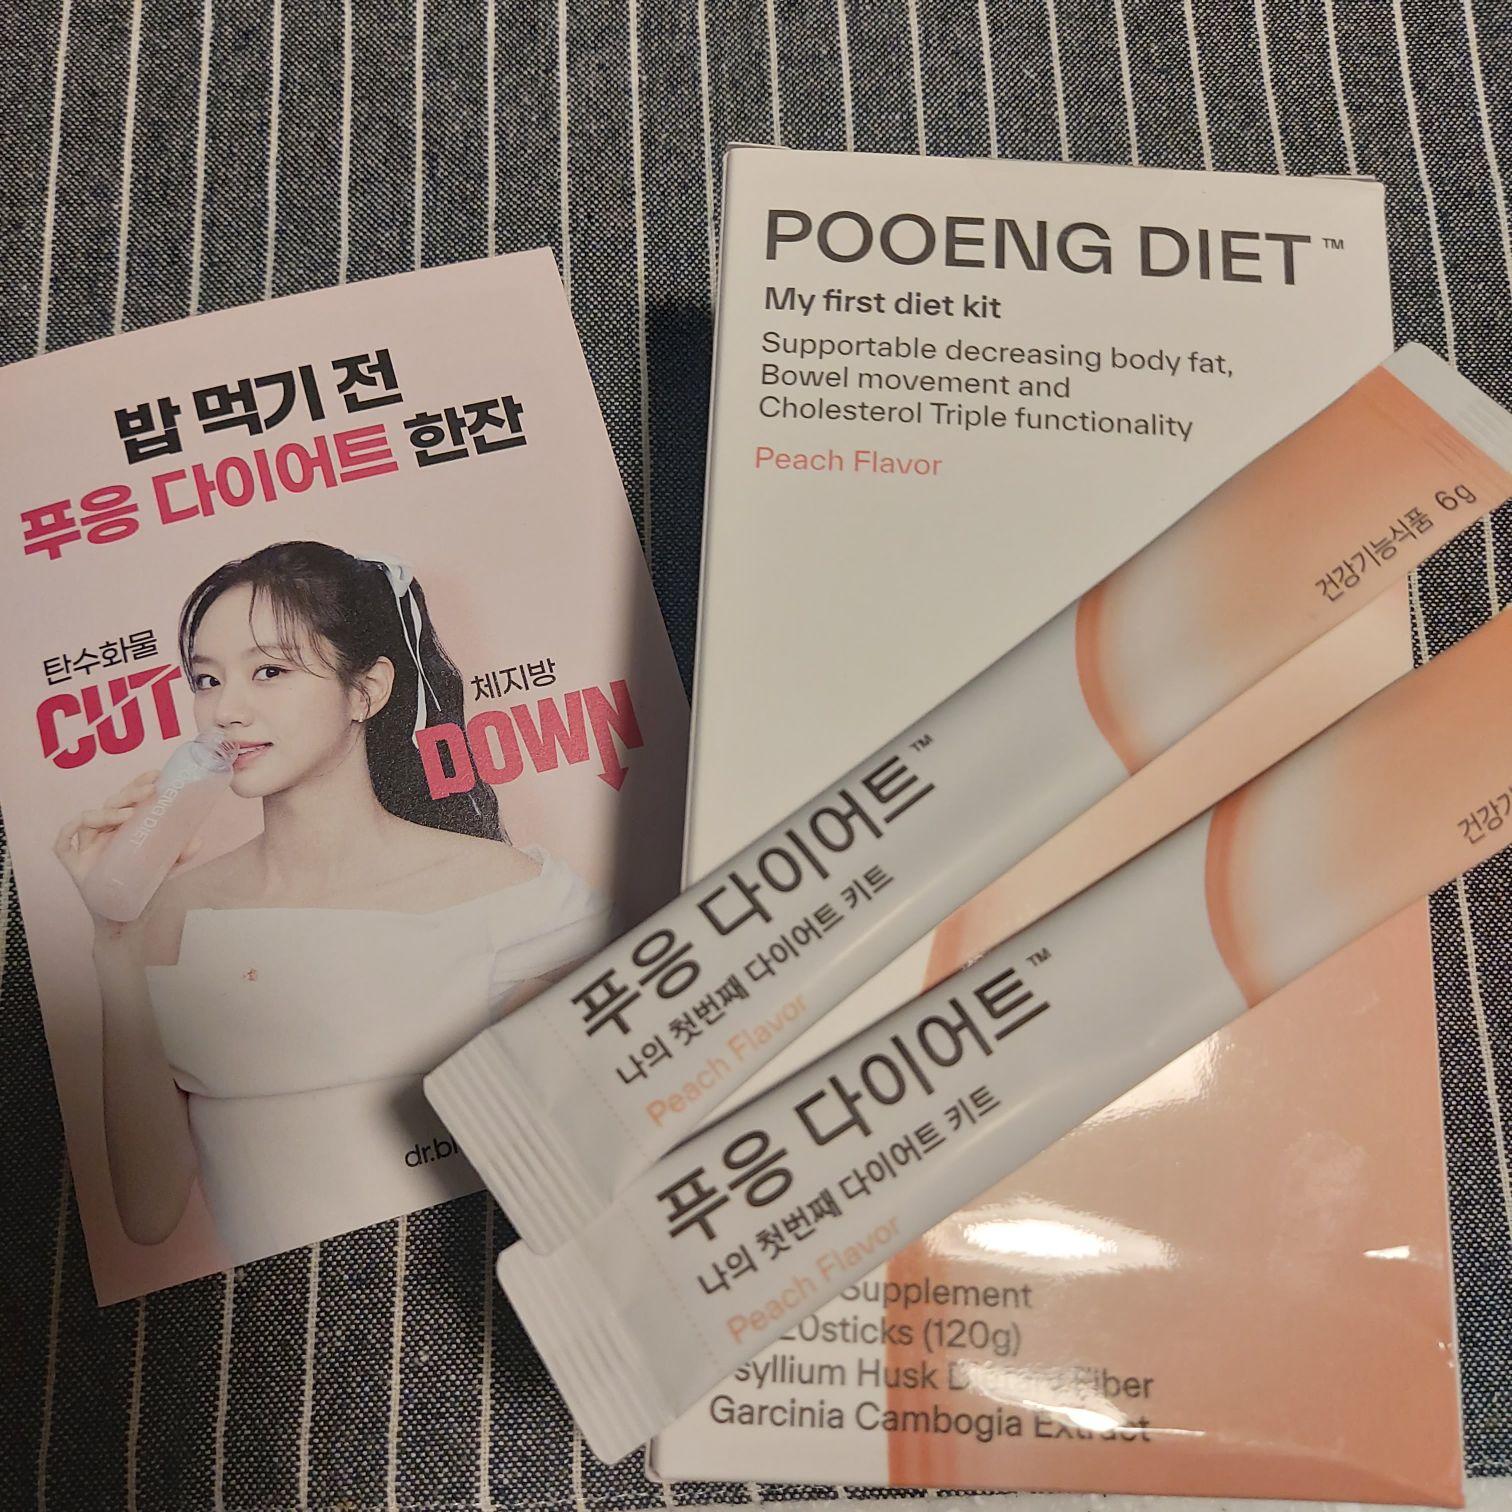 밥 먹기 전
푸응 다이어트 한잔
탄수화물
CUT
체지방
DOWN
POOENG DIET
POOENG DIET™
My first diet kit
Supportable decreasing body fat,
Bowel movement and
Cholesterol Triple functionality
Peach Flavor
건강기능식품 6g
푸응 다이어트™
나의 첫번째 다이어트 키트
Peach Flavor
푸응 다이어트™
나의 첫번째 다이어트 키트
Peach Flavor
Supplement
20sticks (120g)
Husk Dietary Fiber
Garcinia Cambogia Extract